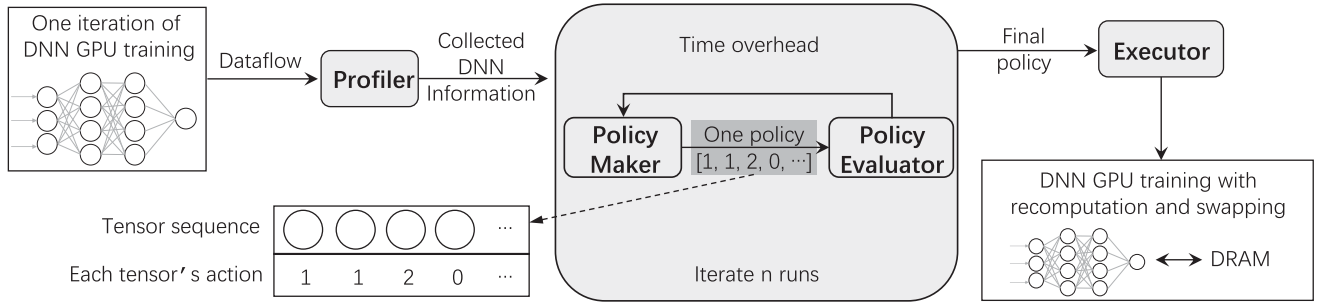 One iteration of
DNN GPU training
Dataflow
Profiler
Collected
DNN
Information
Time overhead
Policy
Maker
One policy
[1, 1, 2, 0, ···]
Policy
Evaluator
Iterate n runs
Final
policy
Executor
DNN GPU training with
recomputation and swapping
DRAM
Tensor sequence
···
Each tensor's action
1 1 2 0 ···